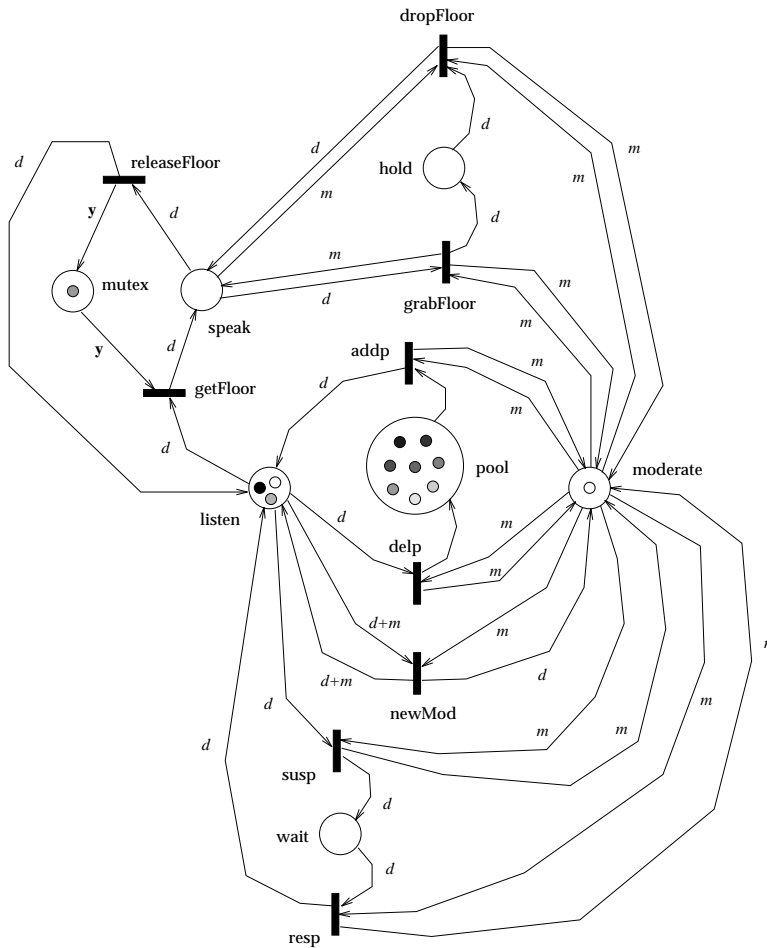 dropFloor
d
m
d
hold
m
m
d
releaseFloor
d
y
d
m
mutex
d
m
speak
grabFloor
m
y
d
addp
m
getFloor
d
m
d
pool
moderate
listen
d
m
delp
m
d+m
m
d+m
d
newMod
d
m
m
m
d
susp
d
wait
d
resp